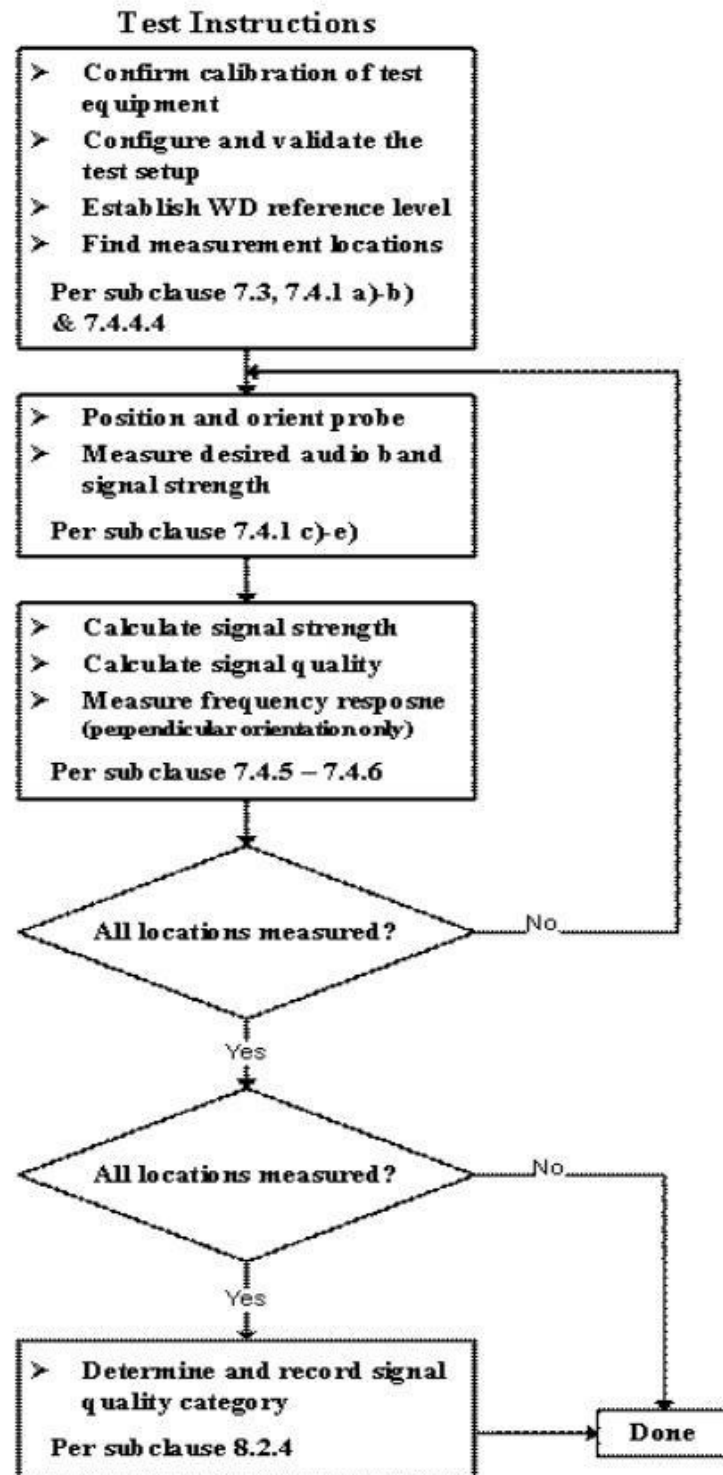 Test Instructions
➢ Confirm calibration of test
equipment
➢ Configure and validate the
test setup
➢ Establish WD reference level
➢ Find measurement locations
Per subclause 7.3, 7.4.1 a)-b)
& 7.4.4.4
➢ Position and orient probe
➢ Measure desired audio band
signal strength
Per subclause 7.4.1 c)-e)
➢ Calculate signal strength
➢ Calculate signal quality
➢ Measure frequency resposne
(perpendicular orientation only)
Per subclause 7.4.5 – 7.4.6
All locations measured?
No
Yes
All locations measured?
No
Yes
➢ Determine and record signal
quality category
Per subclause 8.2.4
Done